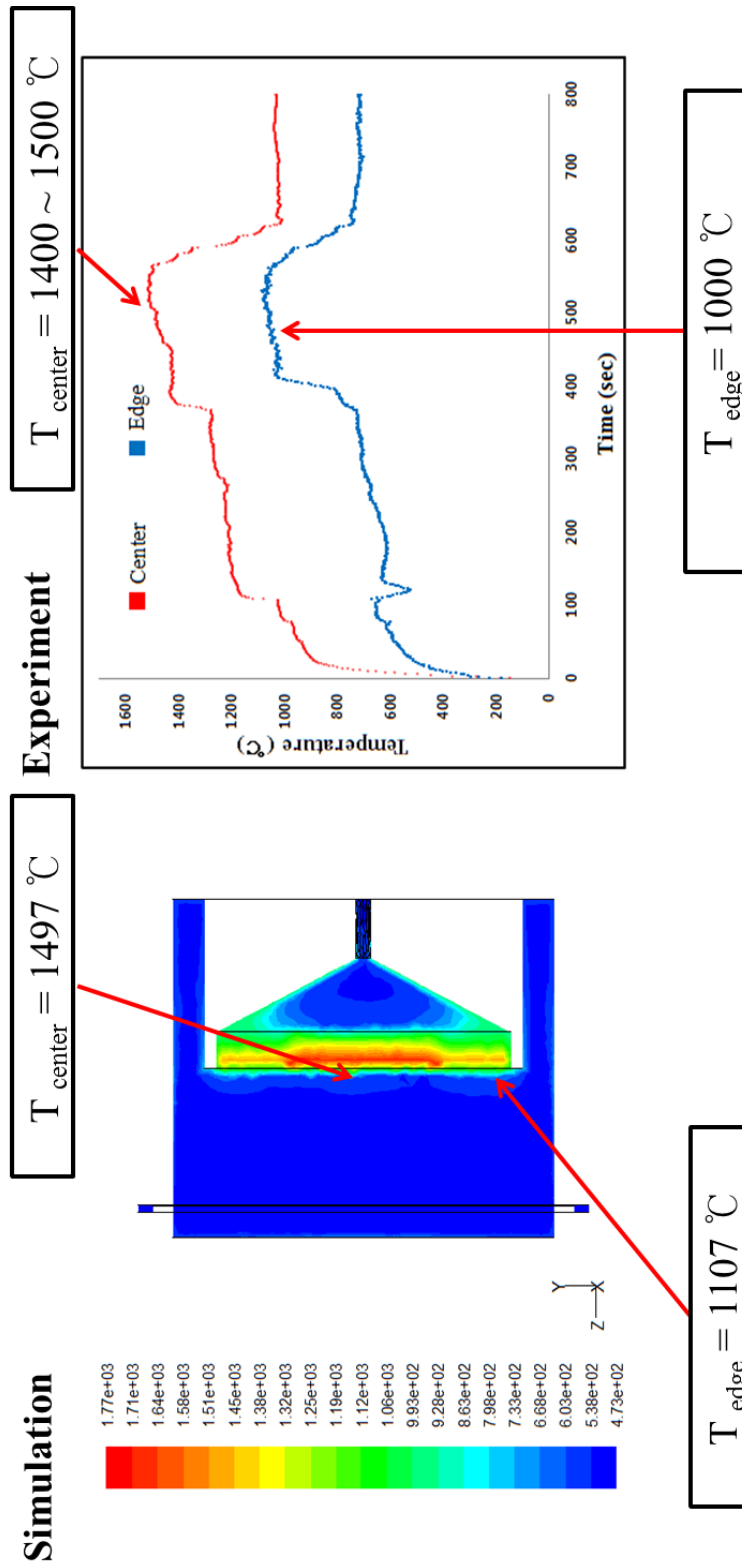 Simulation
T center = 1497 ℃
1.77e+03
1.71e+03
1.64e+03
1.58e+03
1.51e+03
1.45e+03
1.38e+03
1.32e+03
1.25e+03
1.19e+03
1.12e+03
1.06e+03
9.93e+02
9.28e+02
8.63e+02
7.98e+02
7.33e+02
6.68e+02
6.03e+02
5.38e+02
4.73e+02
Y
Z
X
T edge = 1107 ℃
Experiment
T center = 1400 ~ 1500 ℃
Temperature (℃)
1600
1400
1200
1000
800
600
400
200
0
Center
Edge
0
100
200
300
400
500
600
700
800
Time (sec)
T edge = 1000 ℃